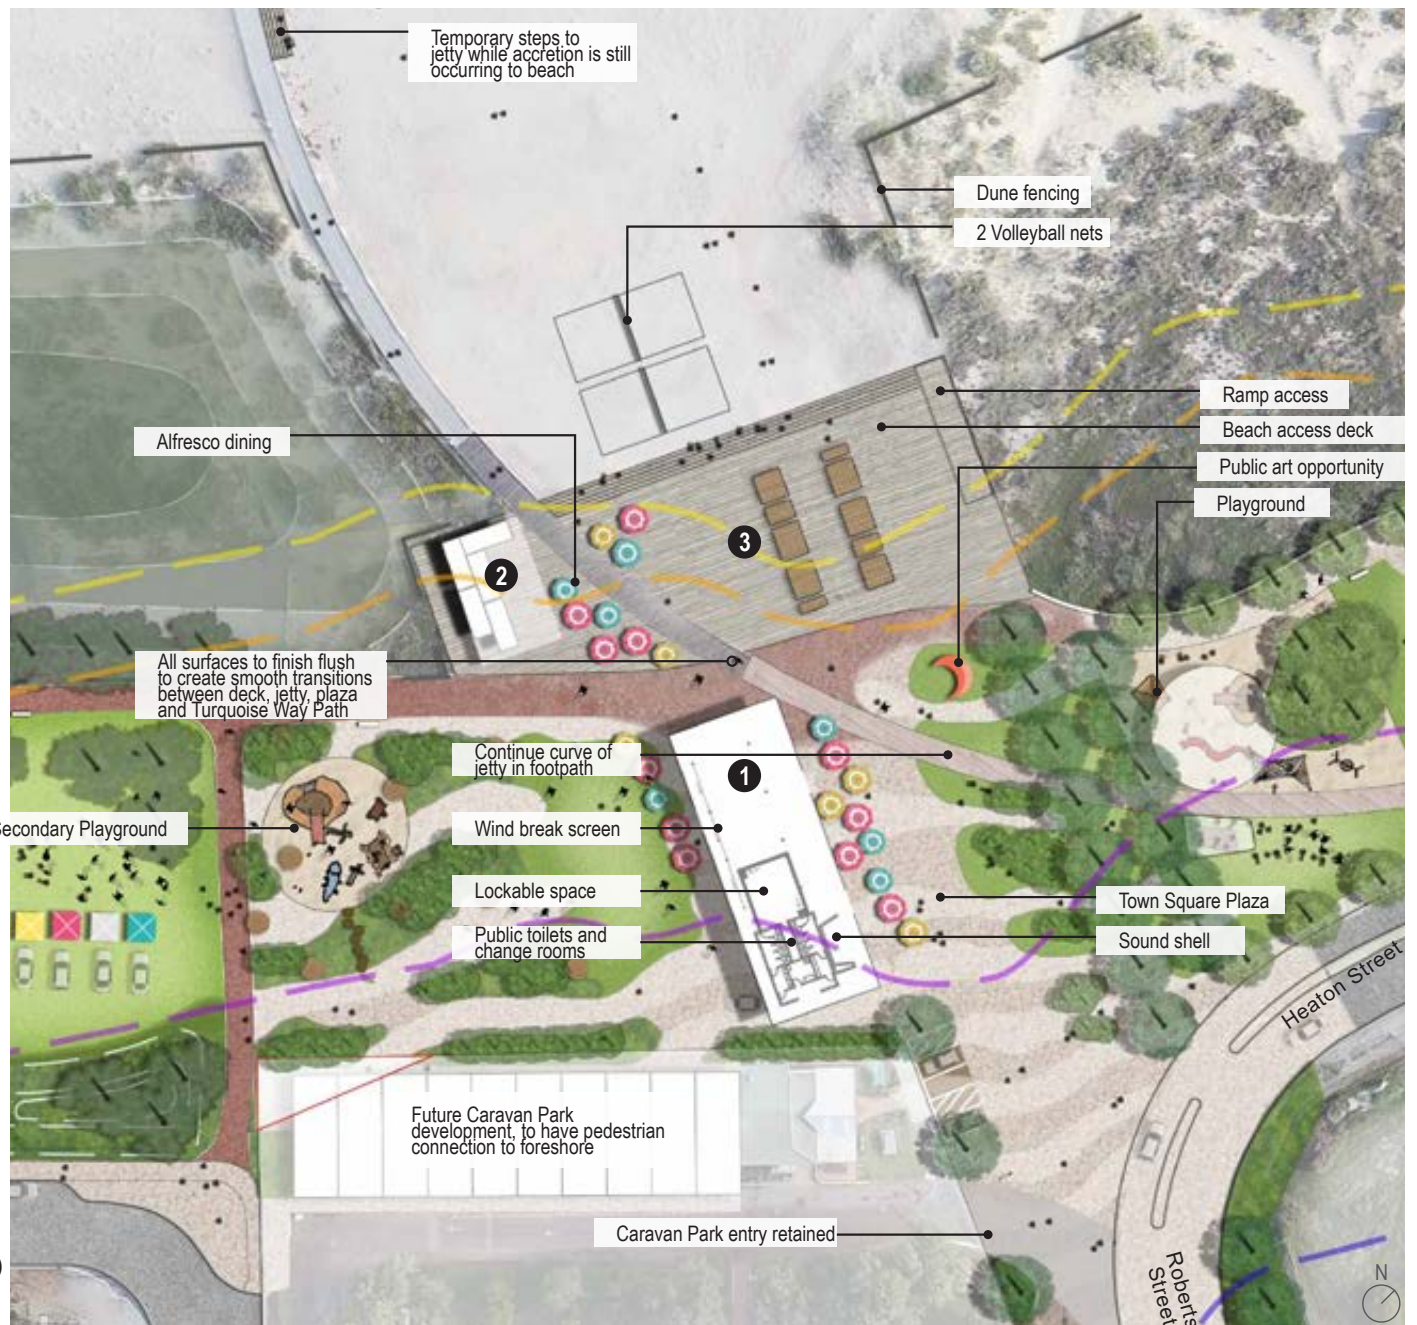 Temporary steps to
jetty while accretion is still
occurring to beach
Dune fencing
2 Volleyball nets
Ramp access
Beach access deck
Alfresco dining
Public art opportunity
Playground
3
2
All surfaces to finish flush
to create smooth transitions
between deck, jetty, plaza
and Turquoise Way Path
Continue curve of
jetty in footpath
1
Secondary Playground
Wind break screen
Lockable space
Town Square Plaza
Public toilets and
change rooms
Sound shell
Heaton Street
Future Caravan Park
development, to have pedestrian
connection to foreshore
Caravan Park entry retained
Roberts
Street
N